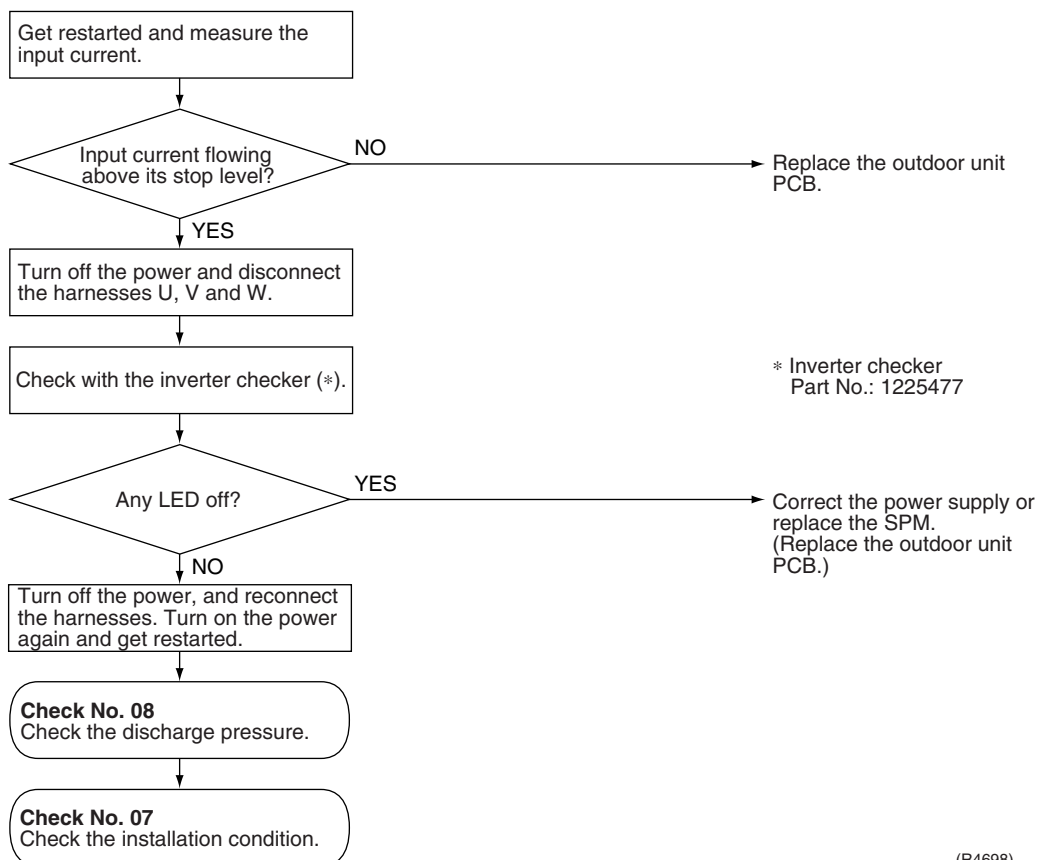 Get restarted and measure the
input current.
Input current flowing
above its stop level?
NO
Replace the outdoor unit
PCB.
YES
Turn off the power and disconnect
the harnesses U, V and W.
Check with the inverter checker (*).
* Inverter checker
Part No.: 1225477
Any LED off?
YES
Correct the power supply or
replace the SPM.
(Replace the outdoor unit
PCB.)
NO
Turn off the power, and reconnect
the harnesses. Turn on the power
again and get restarted.
Check No. 08
Check the discharge pressure.
Check No. 07
Check the installation condition.
(R4698)